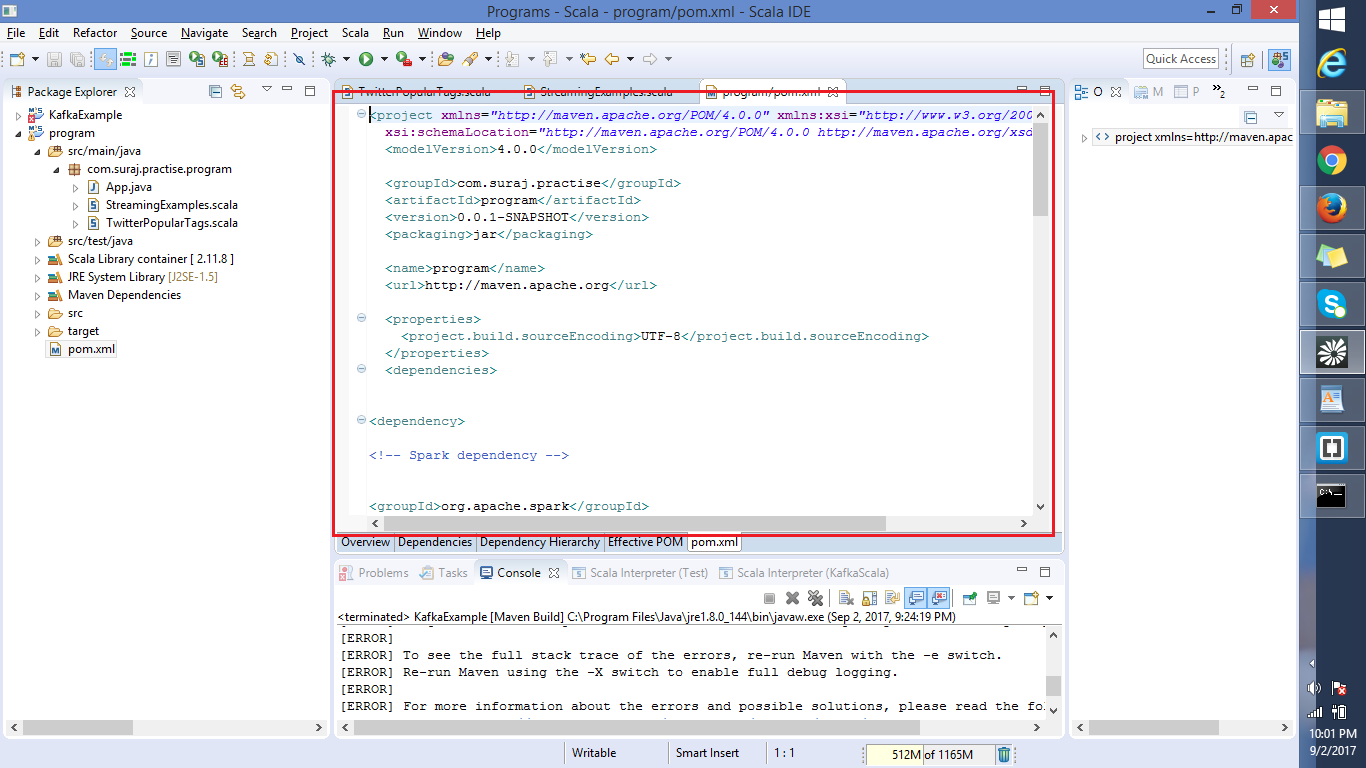 Programs - Scala - program/pom.xml - Scala IDE
File Edit Refactor Source Navigate Search Project Scala Run Window Help
Quick Access
Package Explorer
KafkaExample
program
src/main/java
com.suraj.practise.program
App.java
StreamingExamples.scala
TwitterPopularTags.scala
src/test/java
Scala Library container [ 2.11.8 ]
JRE System Library [J2SE-1.5]
Maven Dependencies
src
target
pom.xml
TwitterPopularTags.scala StreamingExamples.scala program/pom.xml
<project xmlns="http://maven.apache.org/POM/4.0.0" xmlns:xsi="http://www.w3.org/200
xsi:schemaLocation="http://maven.apache.org/POM/4.0.0 http://maven.apache.org/xsd
<modelVersion>4.0.0</modelVersion>
<groupId>com.suraj.practise</groupId>
<artifactId>program</artifactId>
<version>0.0.1-SNAPSHOT</version>
<packaging>jar</packaging>
<name>program</name>
<url>http://maven.apache.org</url>
<properties>
<project.build.sourceEncoding>UTF-8</project.build.sourceEncoding>
</properties>
<dependencies>
<dependency>
<!-- Spark dependency -->
<groupId>org.apache.spark</groupId>
Overview Dependencies Dependency Hierarchy Effective POM pom.xml
Problems Tasks Console Scala Interpreter (Test) Scala Interpreter (KafkaScala)
<terminated> KafkaExample [Maven Build] C:\Program Files\Java\jre1.8.0_144\bin\javaw.exe (Sep 2, 2017, 9:24:19 PM)
[ERROR]
[ERROR] To see the full stack trace of the errors, re-run Maven with the -e switch.
[ERROR] Re-run Maven using the -X switch to enable full debug logging.
[ERROR]
[ERROR] For more information about the errors and possible solutions, please read the fo
O M P »2
project xmlns=http://maven.apac
Writable Smart Insert 1 : 1 512M of 1165M
10:01 PM
9/2/2017